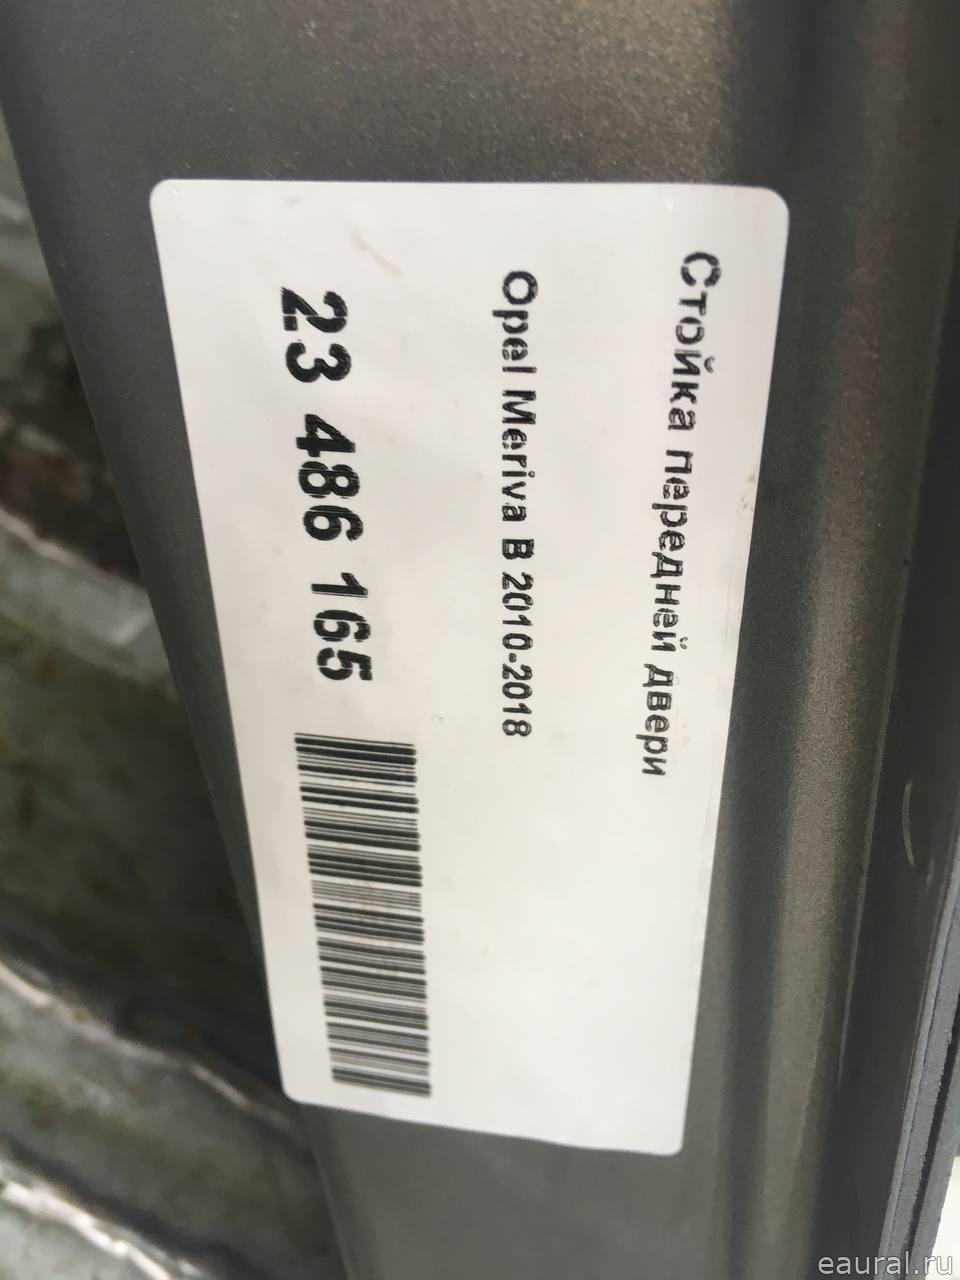 Стойка передней двери
Opel Meriva B 2010-2018
23 486 165
eaural.ru